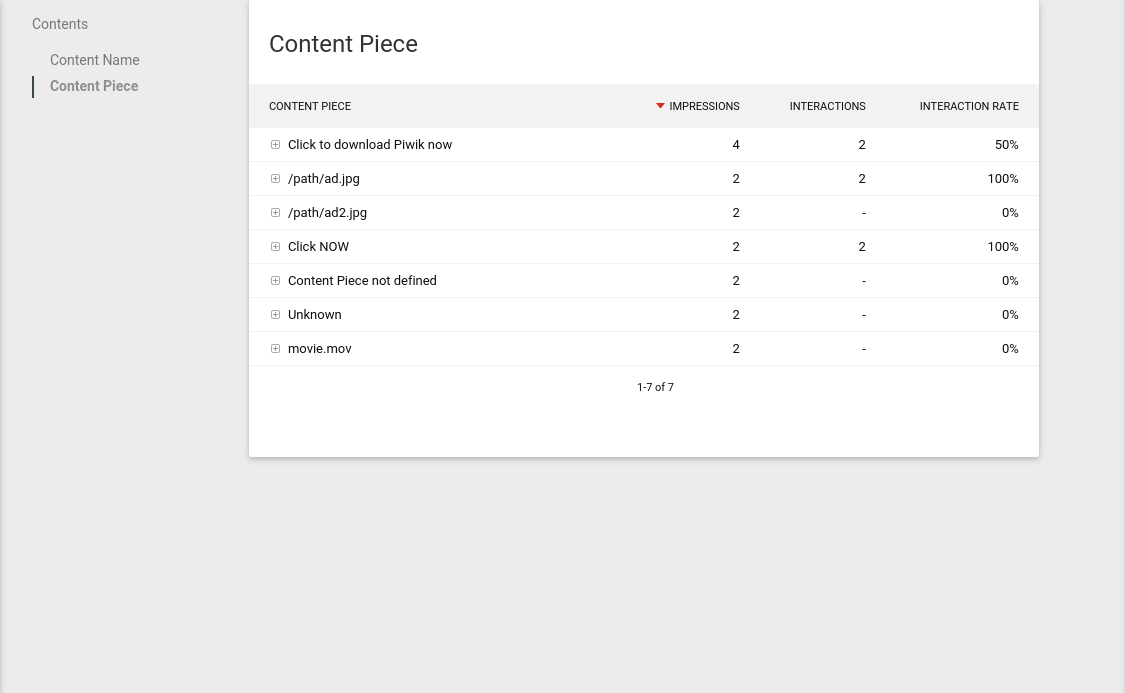 Contents
Content Name
Content Piece
Content Piece
CONTENT PIECE IMPRESSIONS INTERACTIONS INTERACTION RATE
Click to download Piwik now 4 2 50%
/path/ad.jpg 2 2 100%
/path/ad2.jpg 2 - 0%
Click NOW 2 2 100%
Content Piece not defined 2 - 0%
Unknown 2 - 0%
movie.mov 2 - 0%
1-7 of 7